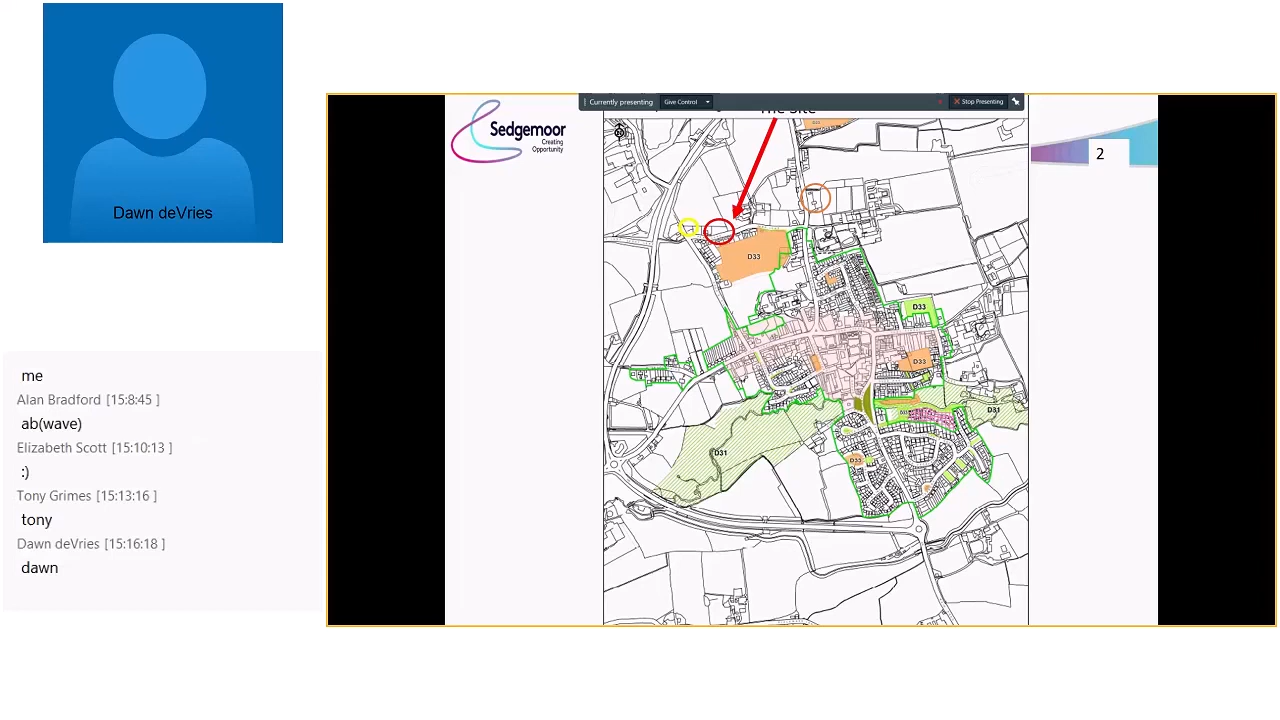 Dawn deVries
me
Alan Bradford [15:8:45 ]
ab(wave)
Elizabeth Scott [15:10:13 ]
:)
Tony Grimes [15:13:16 ]
tony
Dawn deVries [15:16:18 ]
dawn
Currently presenting
Give Control
Stop Presenting
The Site
Sedgemoor
Creating
Opportunity
2
D33
D33
D33
D31
D31
D33